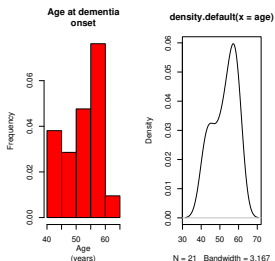 Age at dementia
onset
Frequency
0.00
0.02
0.04
0.06
40
50
60
Age
(years)
density.default(x = age)
Density
0.00
0.01
0.02
0.03
0.04
0.05
0.06
30 40 50 60 70
N = 21 Bandwidth = 3.167